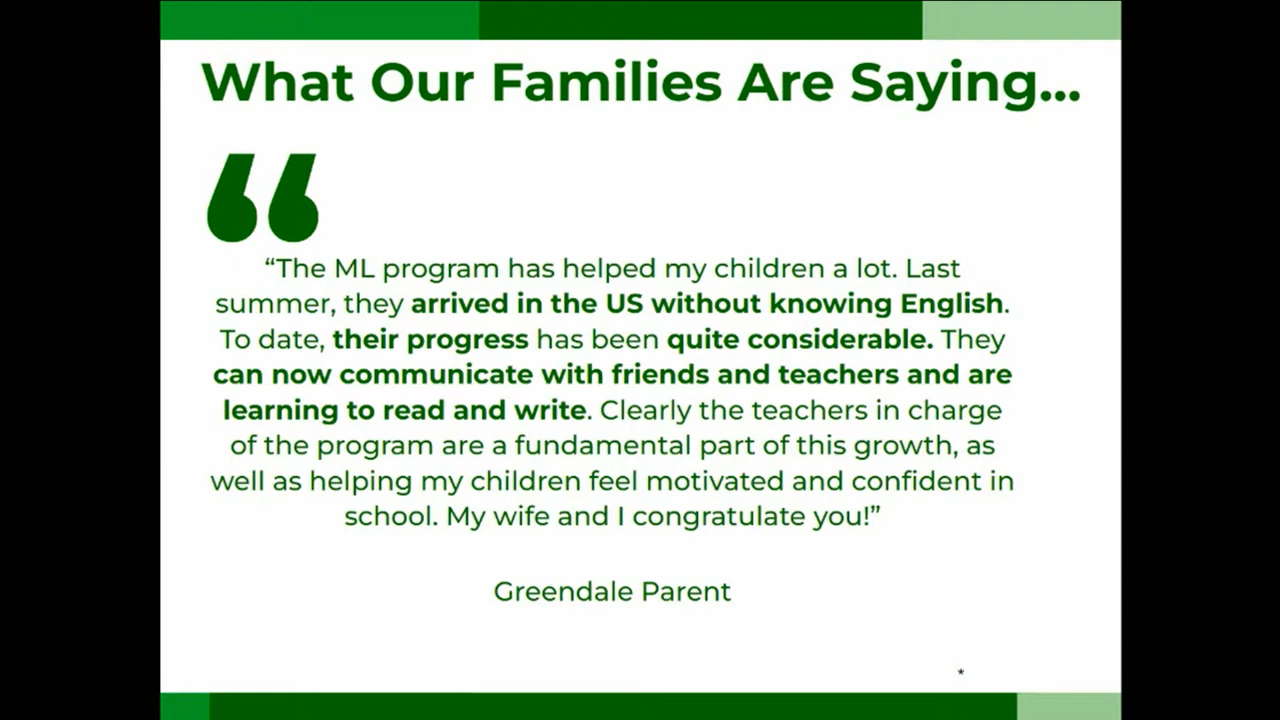 What Our Families Are Saying...
“The ML program has helped my children a lot. Last
summer, they arrived in the US without knowing English.
To date, their progress has been quite considerable. They
can now communicate with friends and teachers and are
learning to read and write. Clearly the teachers in charge
of the program are a fundamental part of this growth, as
well as helping my children feel motivated and confident in
school. My wife and I congratulate you!”
Greendale Parent
*